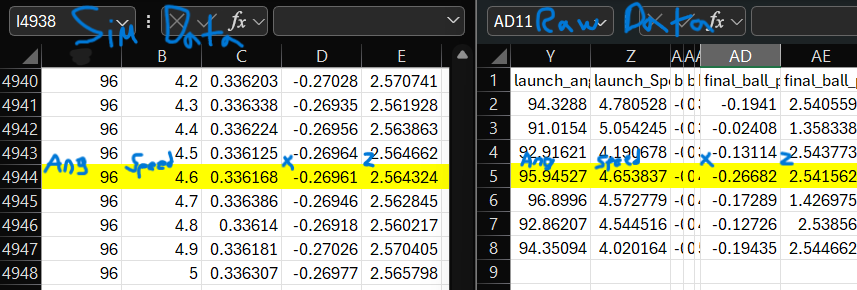 I4938 fx AD11 fx
Sim Data Raw Data
B C D E Y Z A A A AD AE
4940 96 4.2 0.336203 -0.27028 2.570741 1 launch_an launch_Spe b b final_ball_p final_ball_p
4941 96 4.3 0.336338 -0.26935 2.561928 2 94.3288 4.780528 -0.1941 2.540559
4942 96 4.4 0.336224 -0.26956 2.563863 3 91.0154 5.054245 -0.02408 1.358338
4943 96 4.5 0.336125 -0.26964 2.564662 4 92.91621 4.190678 -0.13114 2.543773
Ang Speed X Z Ang Speed X Z
4944 96 4.6 0.336168 -0.26961 2.564324 5 95.94527 4.653837 -0.26682 2.541562
4945 96 4.7 0.336386 -0.26946 2.562845 6 96.8996 4.572779 -0.17289 1.426975
4946 96 4.8 0.33614 -0.26918 2.560217 7 92.86207 4.544516 -0.12726 2.53856
4947 96 4.9 0.336181 -0.27026 2.570405 8 94.35094 4.020164 -0.19435 2.544662
4948 96 5 0.336307 -0.26977 2.565798 9